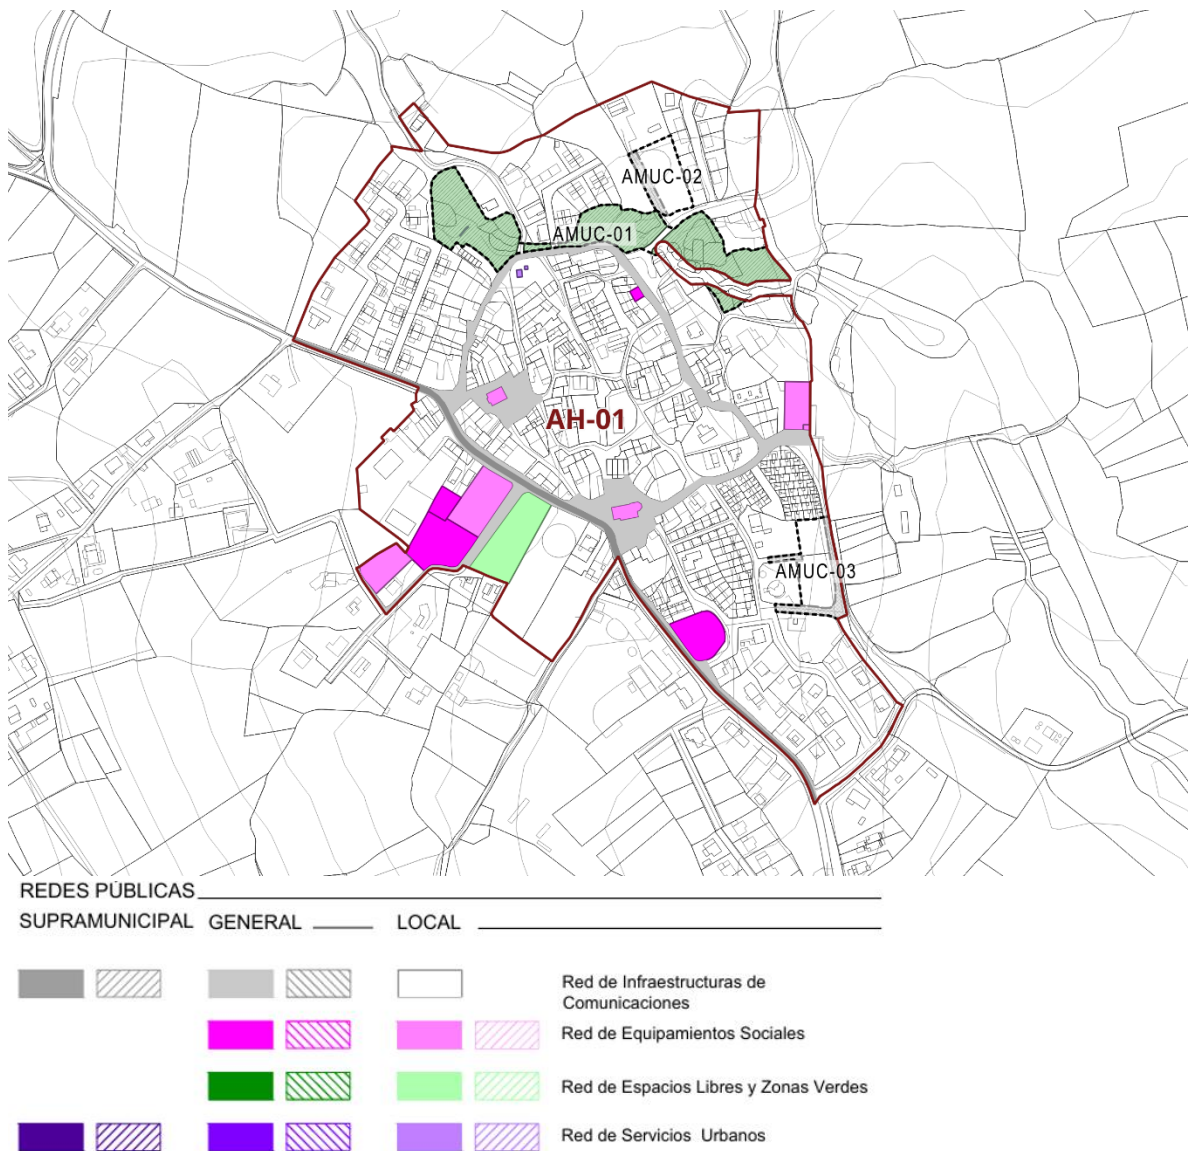 AMUC-02
AMUC-01
AH-01
AMUC-03
REDES PÚBLICAS
SUPRAMUNICIPAL GENERAL LOCAL
Red de Infraestructuras de
Comunicaciones
Red de Equipamientos Sociales
Red de Espacios Libres y Zonas Verdes
Red de Servicios Urbanos